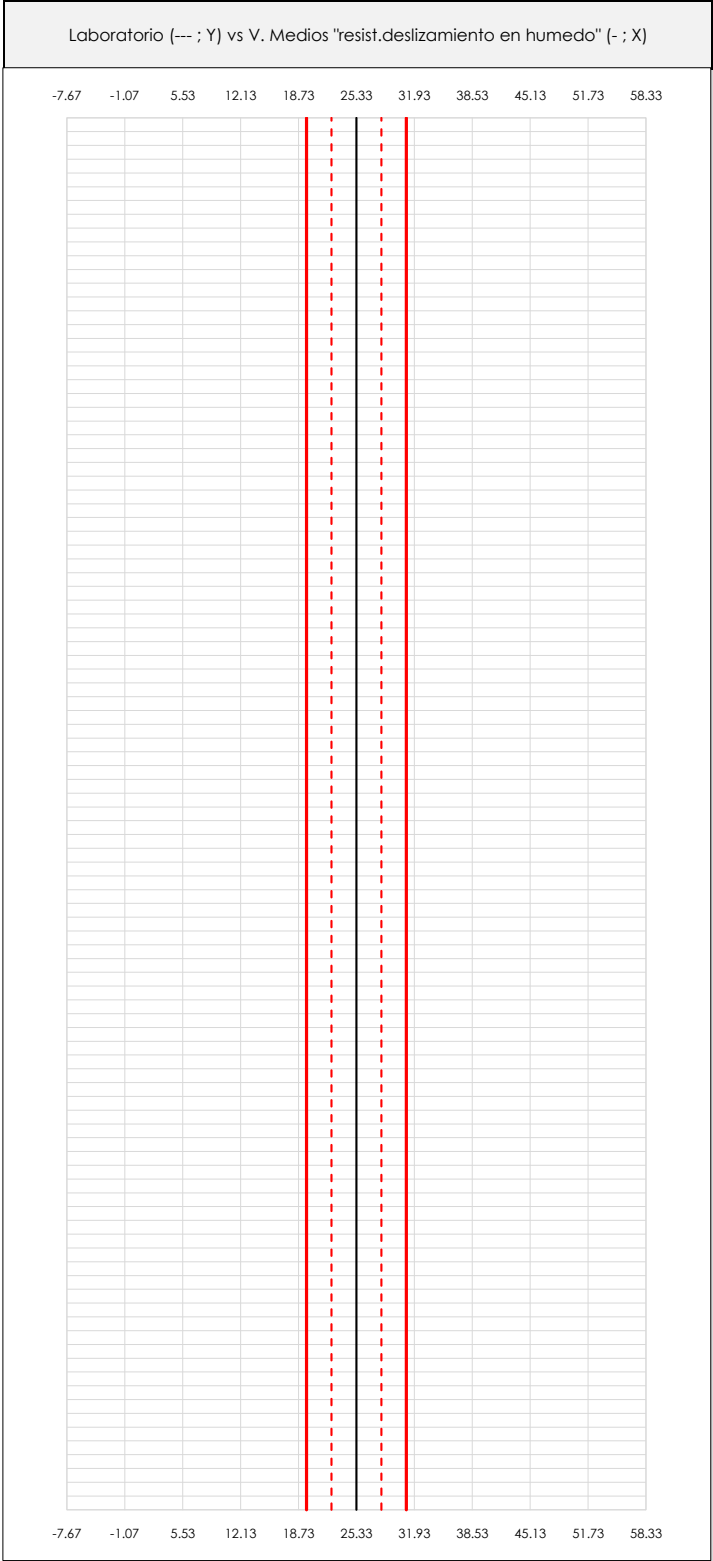 Laboratorio (--- ; Y) vs V. Medios "resist.deslizamiento en humedo" (- ; X)
-7.67 -1.07 5.53 12.13 18.73 25.33 31.93 38.53 45.13 51.73 58.33
-7.67 -1.07 5.53 12.13 18.73 25.33 31.93 38.53 45.13 51.73 58.33